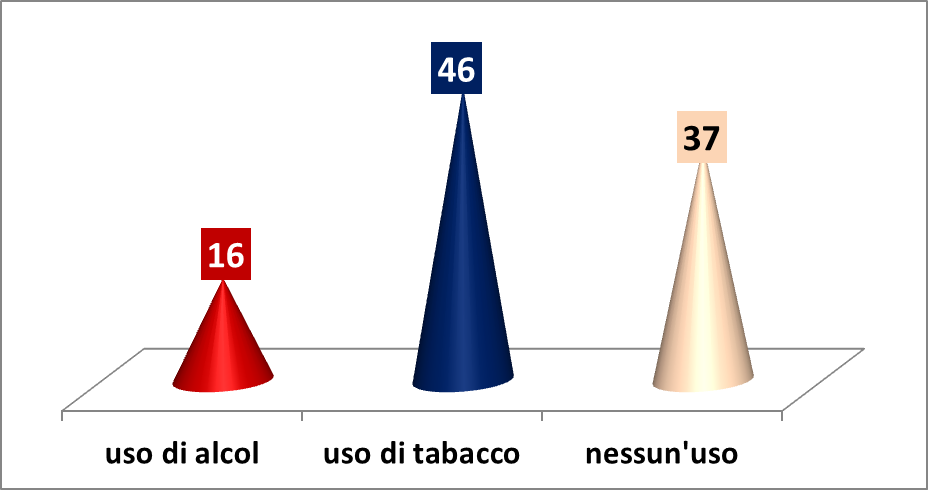 46
37
16
uso di alcol
uso di tabacco
nessun'uso